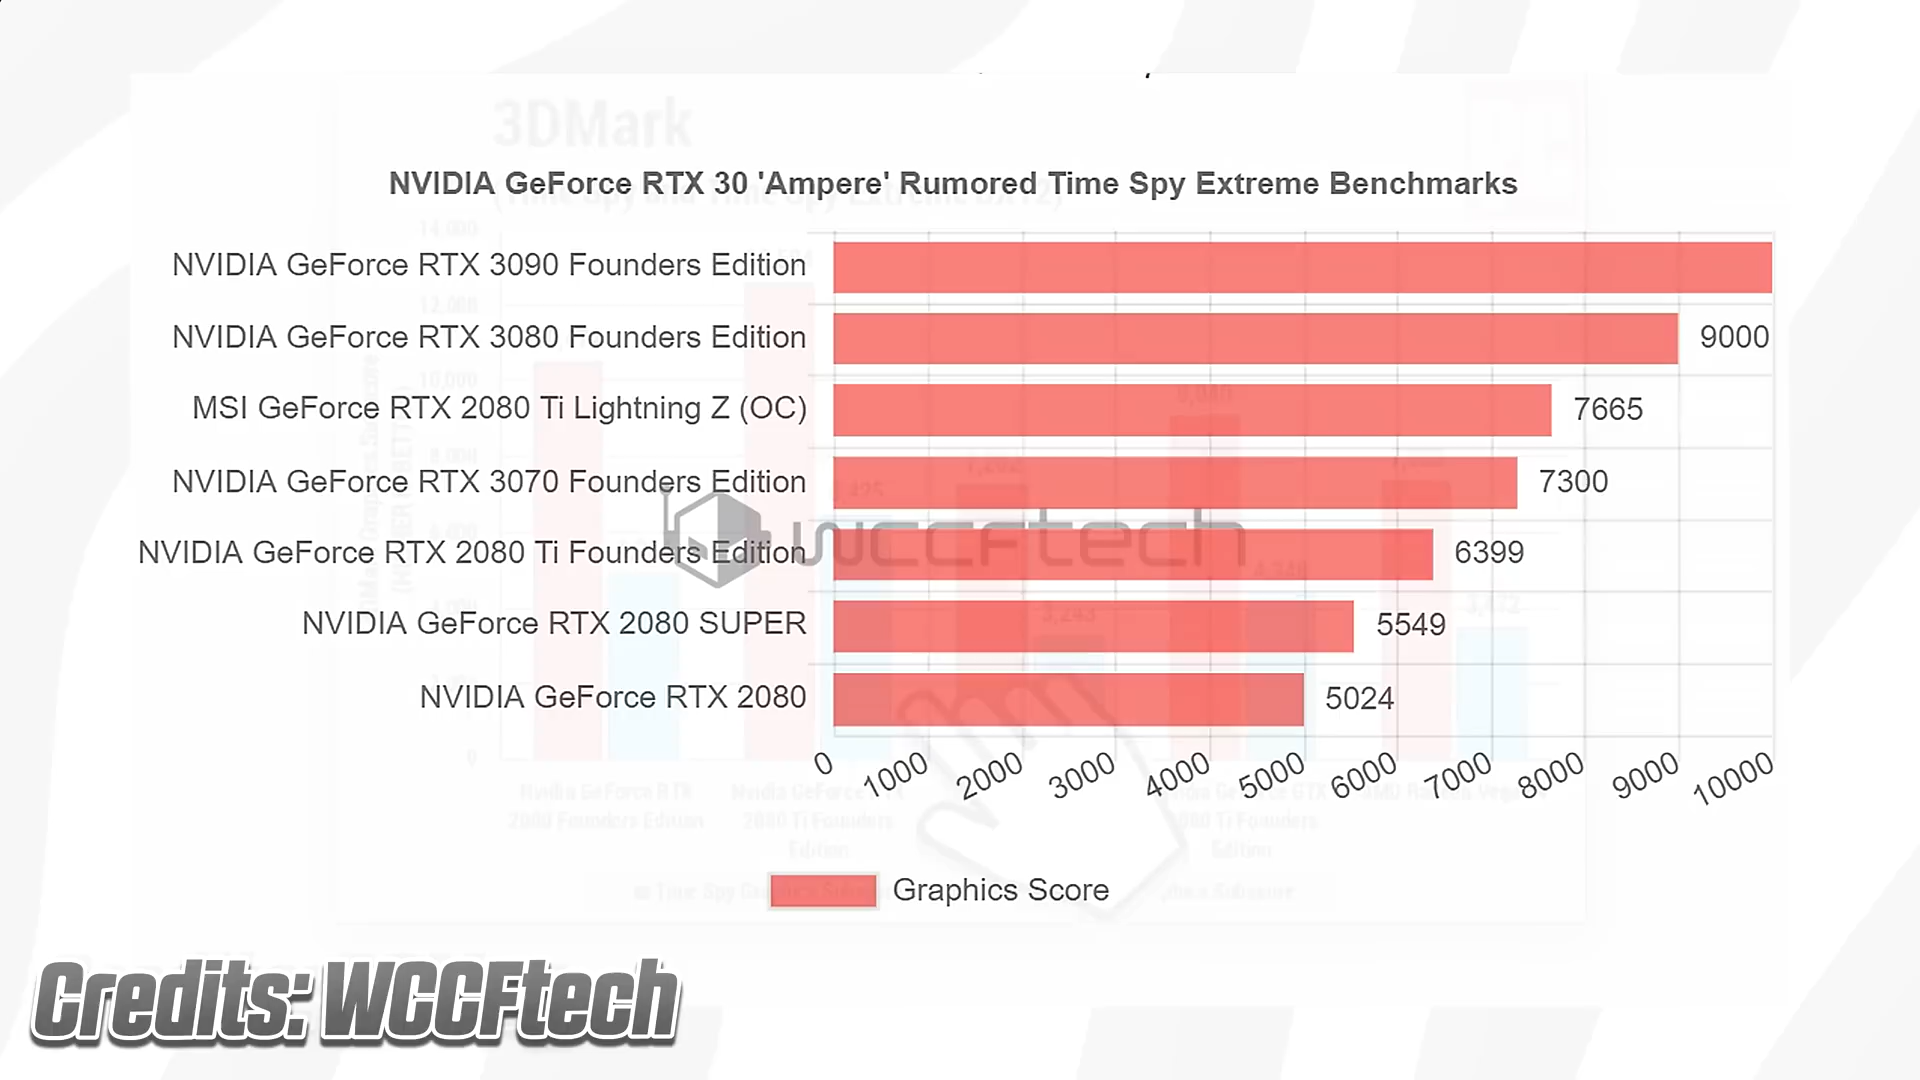 3DMark
NVIDIA GeForce RTX 30 'Ampere' Rumored Time Spy Extreme Benchmarks
NVIDIA GeForce RTX 3090 Founders Edition
NVIDIA GeForce RTX 3080 Founders Edition 9000
MSI GeForce RTX 2080 Ti Lightning Z (OC) 7665
NVIDIA GeForce RTX 3070 Founders Edition 7300
wccftech
NVIDIA GeForce RTX 2080 Ti Founders Edition 6399
NVIDIA GeForce RTX 2080 SUPER 5549
NVIDIA GeForce RTX 2080 5024
0 1000 2000 3000 4000 5000 6000 7000 8000 9000 10000
Graphics Score
Credits: WCCFtech